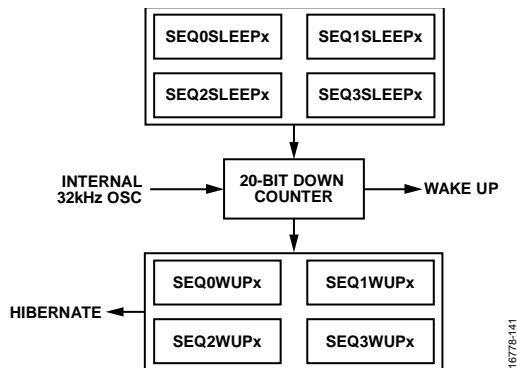 SEQ0SLEEPx
SEQ1SLEEPx
SEQ2SLEEPx
SEQ3SLEEPx
INTERNAL
32kHz OSC
20-BIT DOWN
COUNTER
WAKE UP
SEQ0WUPx
SEQ1WUPx
HIBERNATE
SEQ2WUPx
SEQ3WUPx
16778-141